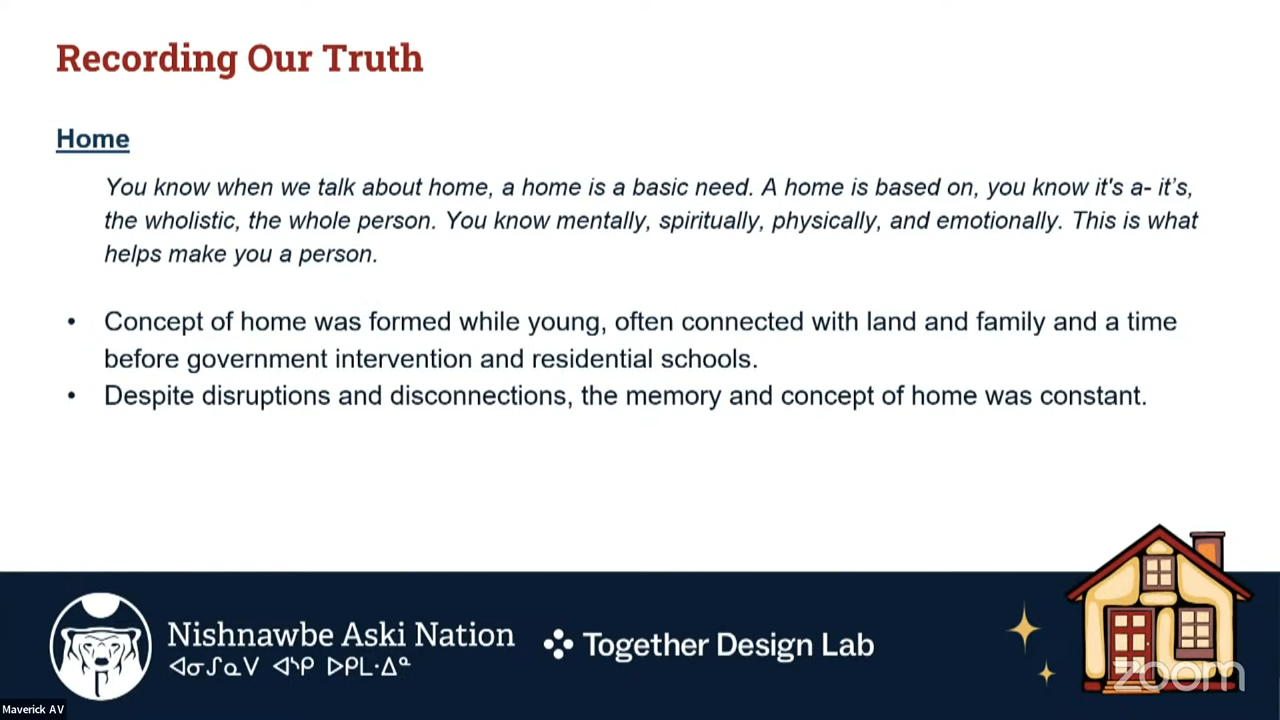 Recording Our Truth
Home
You know when we talk about home, a home is a basic need. A home is based on, you know it's a- it’s,
the wholistic, the whole person. You know mentally, spiritually, physically, and emotionally. This is what
helps make you a person.
• Concept of home was formed while young, often connected with land and family and a time
before government intervention and residential schools.
• Despite disruptions and disconnections, the memory and concept of home was constant.
Nishnawbe Aski Nation
ᐊᓂᔑᓇᐯ ᐊᔅᑭ ᐅᑭᒪᐧᐃᓐ
Together Design Lab
zoom
Maverick AV